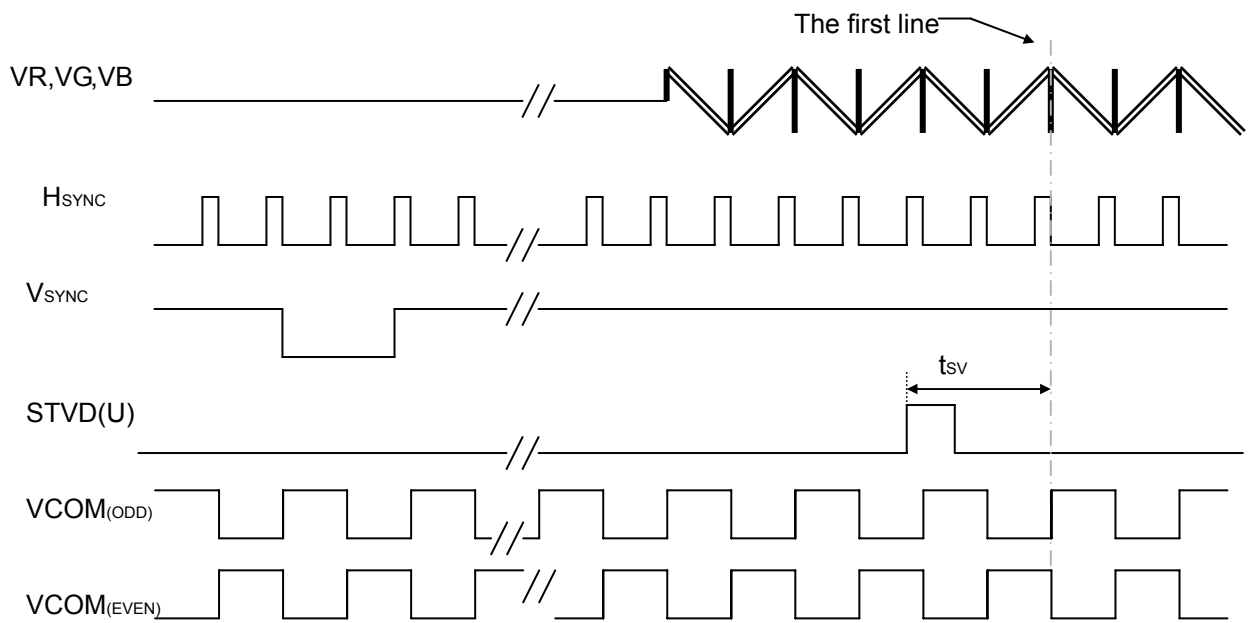 The first line
VR,VG,VB
HSYNC
VSYNC
tSV
STVD(U)
VCOM(ODD)
VCOM(EVEN)